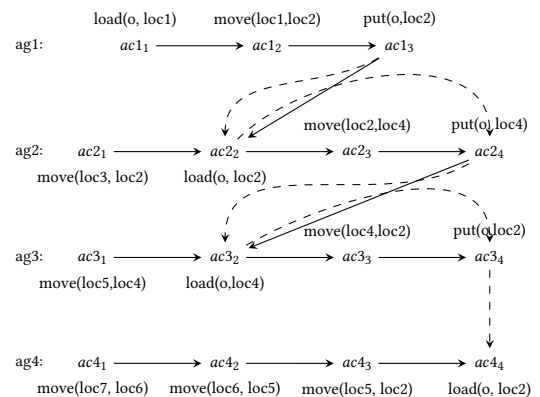 load(o, loc1) move(loc1,loc2) put(o,loc2)
ag1: ac1₁ ac1₂ ac1₃
move(loc2,loc4) put(o, loc4)
ag2: ac2₁ ac2₂ ac2₃ ac2₄
move(loc3, loc2) load(o, loc2)
move(loc4,loc2) put(o,loc2)
ag3: ac3₁ ac3₂ ac3₃ ac3₄
move(loc5,loc4) load(o,loc4)
ag4: ac4₁ ac4₂ ac4₃ ac4₄
move(loc7, loc6) move(loc6, loc5) move(loc5, loc2) load(o, loc2)